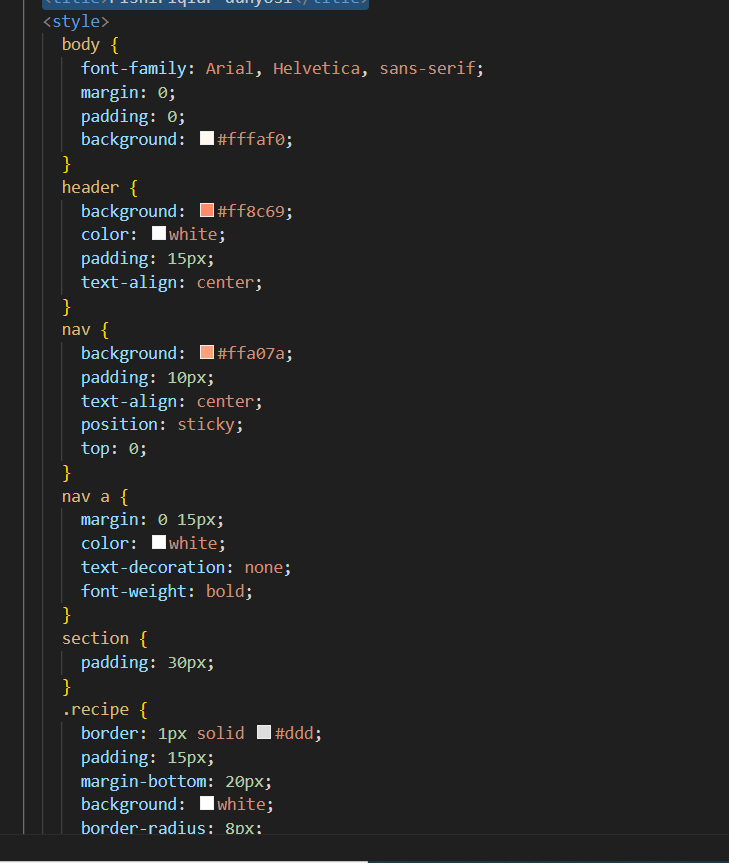 <style>
body {
font-family: Arial, Helvetica, sans-serif;
margin: 0;
padding: 0;
background: #fffaf0;
}
header {
background: #ff8c69;
color: white;
padding: 15px;
text-align: center;
}
nav {
background: #ffa07a;
padding: 10px;
text-align: center;
position: sticky;
top: 0;
}
nav a {
margin: 0 15px;
color: white;
text-decoration: none;
font-weight: bold;
}
section {
padding: 30px;
}
.recipe {
border: 1px solid #ddd;
padding: 15px;
margin-bottom: 20px;
background: white;
border-radius: 8px;